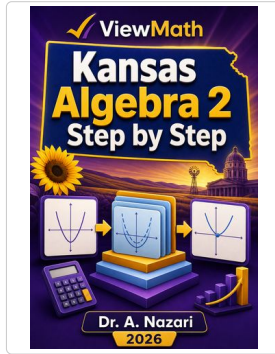 ViewMath
Kansas
Algebra 2
Step by Step
Dr. A. Nazari
2026